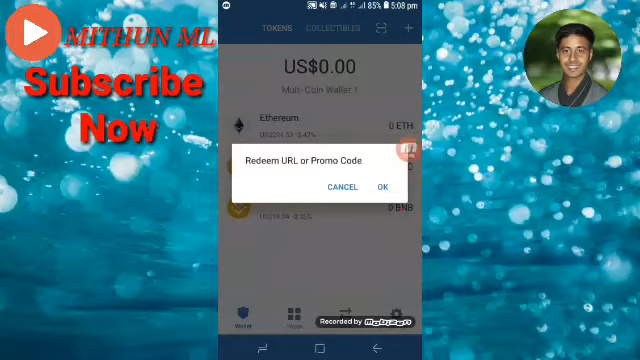 MITHUN ML
Subscribe
Now
85% 5:08 pm
TOKENS COLLECTIBLES
US$0.00
Multi-Coin Wallet 1
Ethereum
0 ETH
Redeem URL or Promo Code
CANCEL OK
0 BNB
Wallet
Recorded by Mobizen